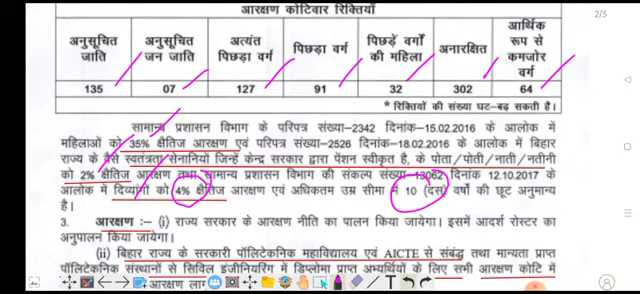 आरक्षण कोटिवार रिक्तियाँ
2/5
अनुसूचित जाति
अनुसूचित जन जाति
अत्यंत पिछड़ा वर्ग
पिछड़ा वर्ग
पिछड़ें वर्गों की महिला
अनारक्षित
आर्थिक रूप से कमजोर वर्ग
135 07 127 91 32 302 64
* रिक्तियों की संख्या घट-बढ़ सकती है।
सामान्य प्रशासन विभाग के परिपत्र संख्या-2342 दिनांक-15.02.2016 के आलोक में
महिलाओं को 35% क्षैतिज आरक्षण एवं परिपत्र संख्या-2526 दिनांक-18.02.2016 के आलोक में बिहार
राज्य के वैसे स्वतंत्रता सेनानियों जिन्हें केन्द्र सरकार द्वारा पेंशन स्वीकृत है, के पोता/पोती/नाती/नतीनी
को 2% क्षैतिज आरक्षण तथा सामान्य प्रशासन विभाग की संकल्प संख्या 13062 दिनांक 12.10.2017 के
आलोक में दिव्यांगों को 4% क्षैतिज आरक्षण एवं अधिकतम उम्र सीमा में 10 (दस) वर्षो की छूट अनुमान्य
है।
3. आरक्षण :- (i) राज्य सरकार के आरक्षण नीति का पालन किया जायेगा। इसमें आदर्श रोस्टर का
अनुपालन किया जायेगा।
(ii) बिहार राज्य के सरकारी पॉलिटेकनिक महाविद्यालय एवं AICTE से संबंद्ध तथा मान्यता प्राप्त
पॉलिटेकनिक संस्थानों से सिविल इंजीनियरिंग में डिप्लोमा प्राप्त अभ्यर्थियों के लिए सभी आरक्षण कोटि में
आरक्षण